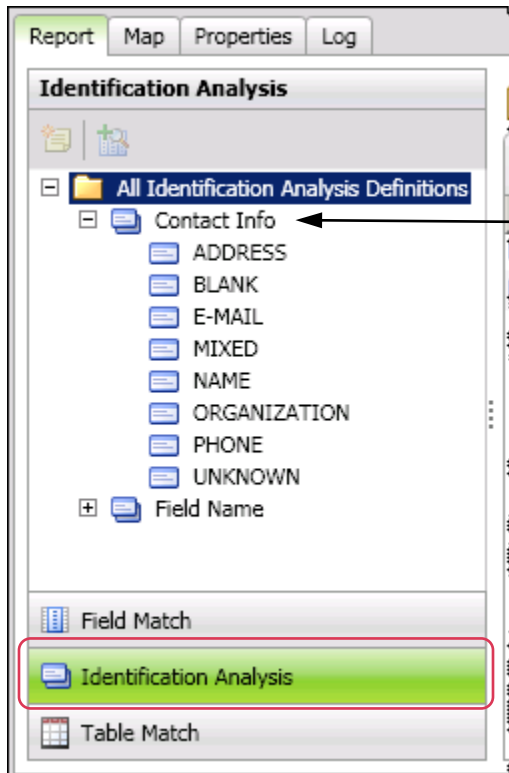 Report Map Properties Log
Identification Analysis
All Identification Analysis Definitions
Contact Info
ADDRESS
BLANK
E-MAIL
MIXED
NAME
ORGANIZATION
PHONE
UNKNOWN
Field Name
Field Match
Identification Analysis
Table Match